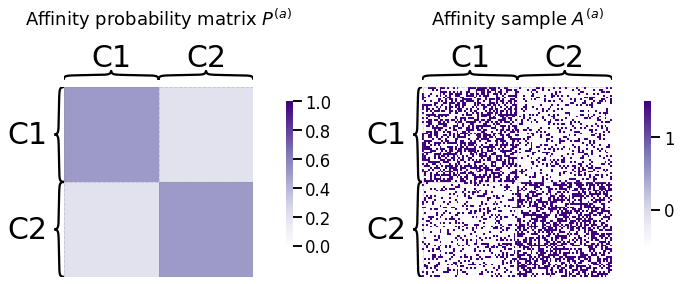 Affinity probability matrix P^(a)
C1 C2
C1
C2
1.0
0.8
0.6
0.4
0.2
0.0
Affinity sample A^(a)
C1 C2
C1
C2
1
0